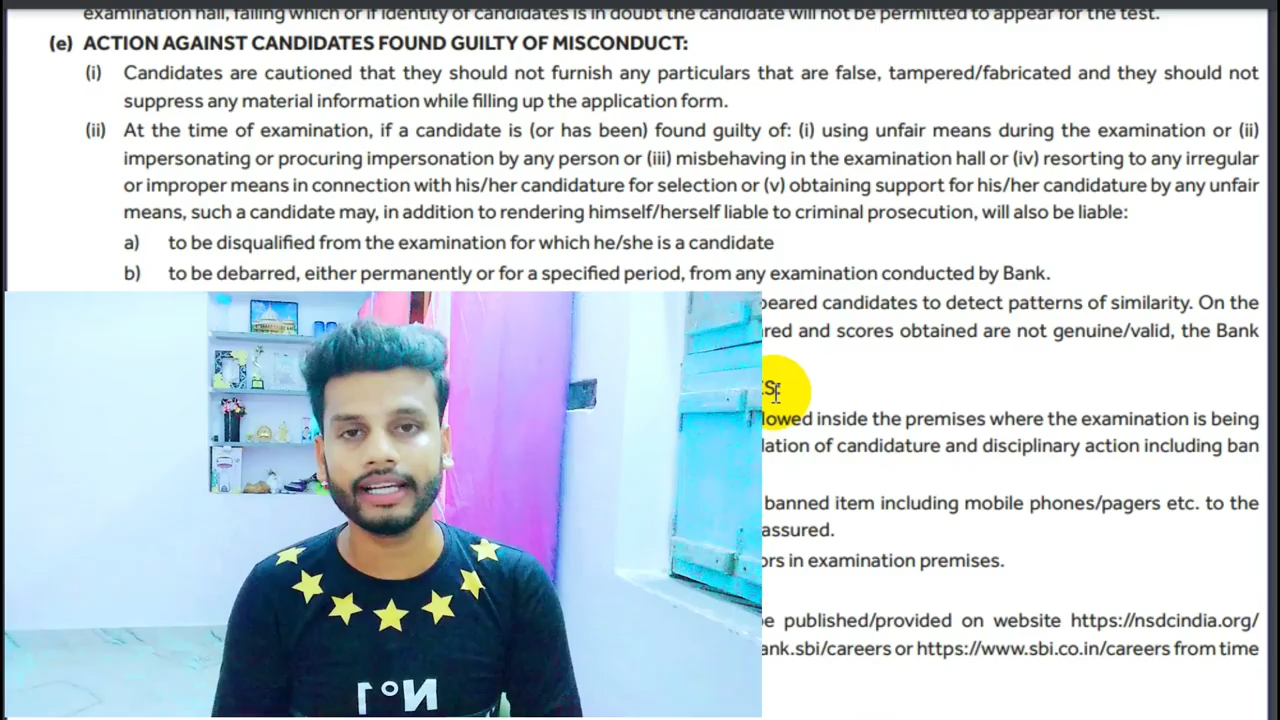 examination hall, failing which or if identity of candidates is in doubt the candidate will not be permitted to appear for the test.
(e) ACTION AGAINST CANDIDATES FOUND GUILTY OF MISCONDUCT:
(i) Candidates are cautioned that they should not furnish any particulars that are false, tampered/fabricated and they should not
suppress any material information while filling up the application form.
(ii) At the time of examination, if a candidate is (or has been) found guilty of: (i) using unfair means during the examination or (ii)
impersonating or procuring impersonation by any person or (iii) misbehaving in the examination hall or (iv) resorting to any irregular
or improper means in connection with his/her candidature for selection or (v) obtaining support for his/her candidature by any unfair
means, such a candidate may, in addition to rendering himself/herself liable to criminal prosecution, will also be liable:
a) to be disqualified from the examination for which he/she is a candidate
b) to be debarred, either permanently or for a specified period, from any examination conducted by Bank.
peared candidates to detect patterns of similarity. On the
red and scores obtained are not genuine/valid, the Bank
lowed inside the premises where the examination is being
lation of candidature and disciplinary action including ban
banned item including mobile phones/pagers etc. to the
assured.
ors in examination premises.
e published/provided on website https://nsdcindia.org/
ank.sbi/careers or https://www.sbi.co.in/careers from time
N°1